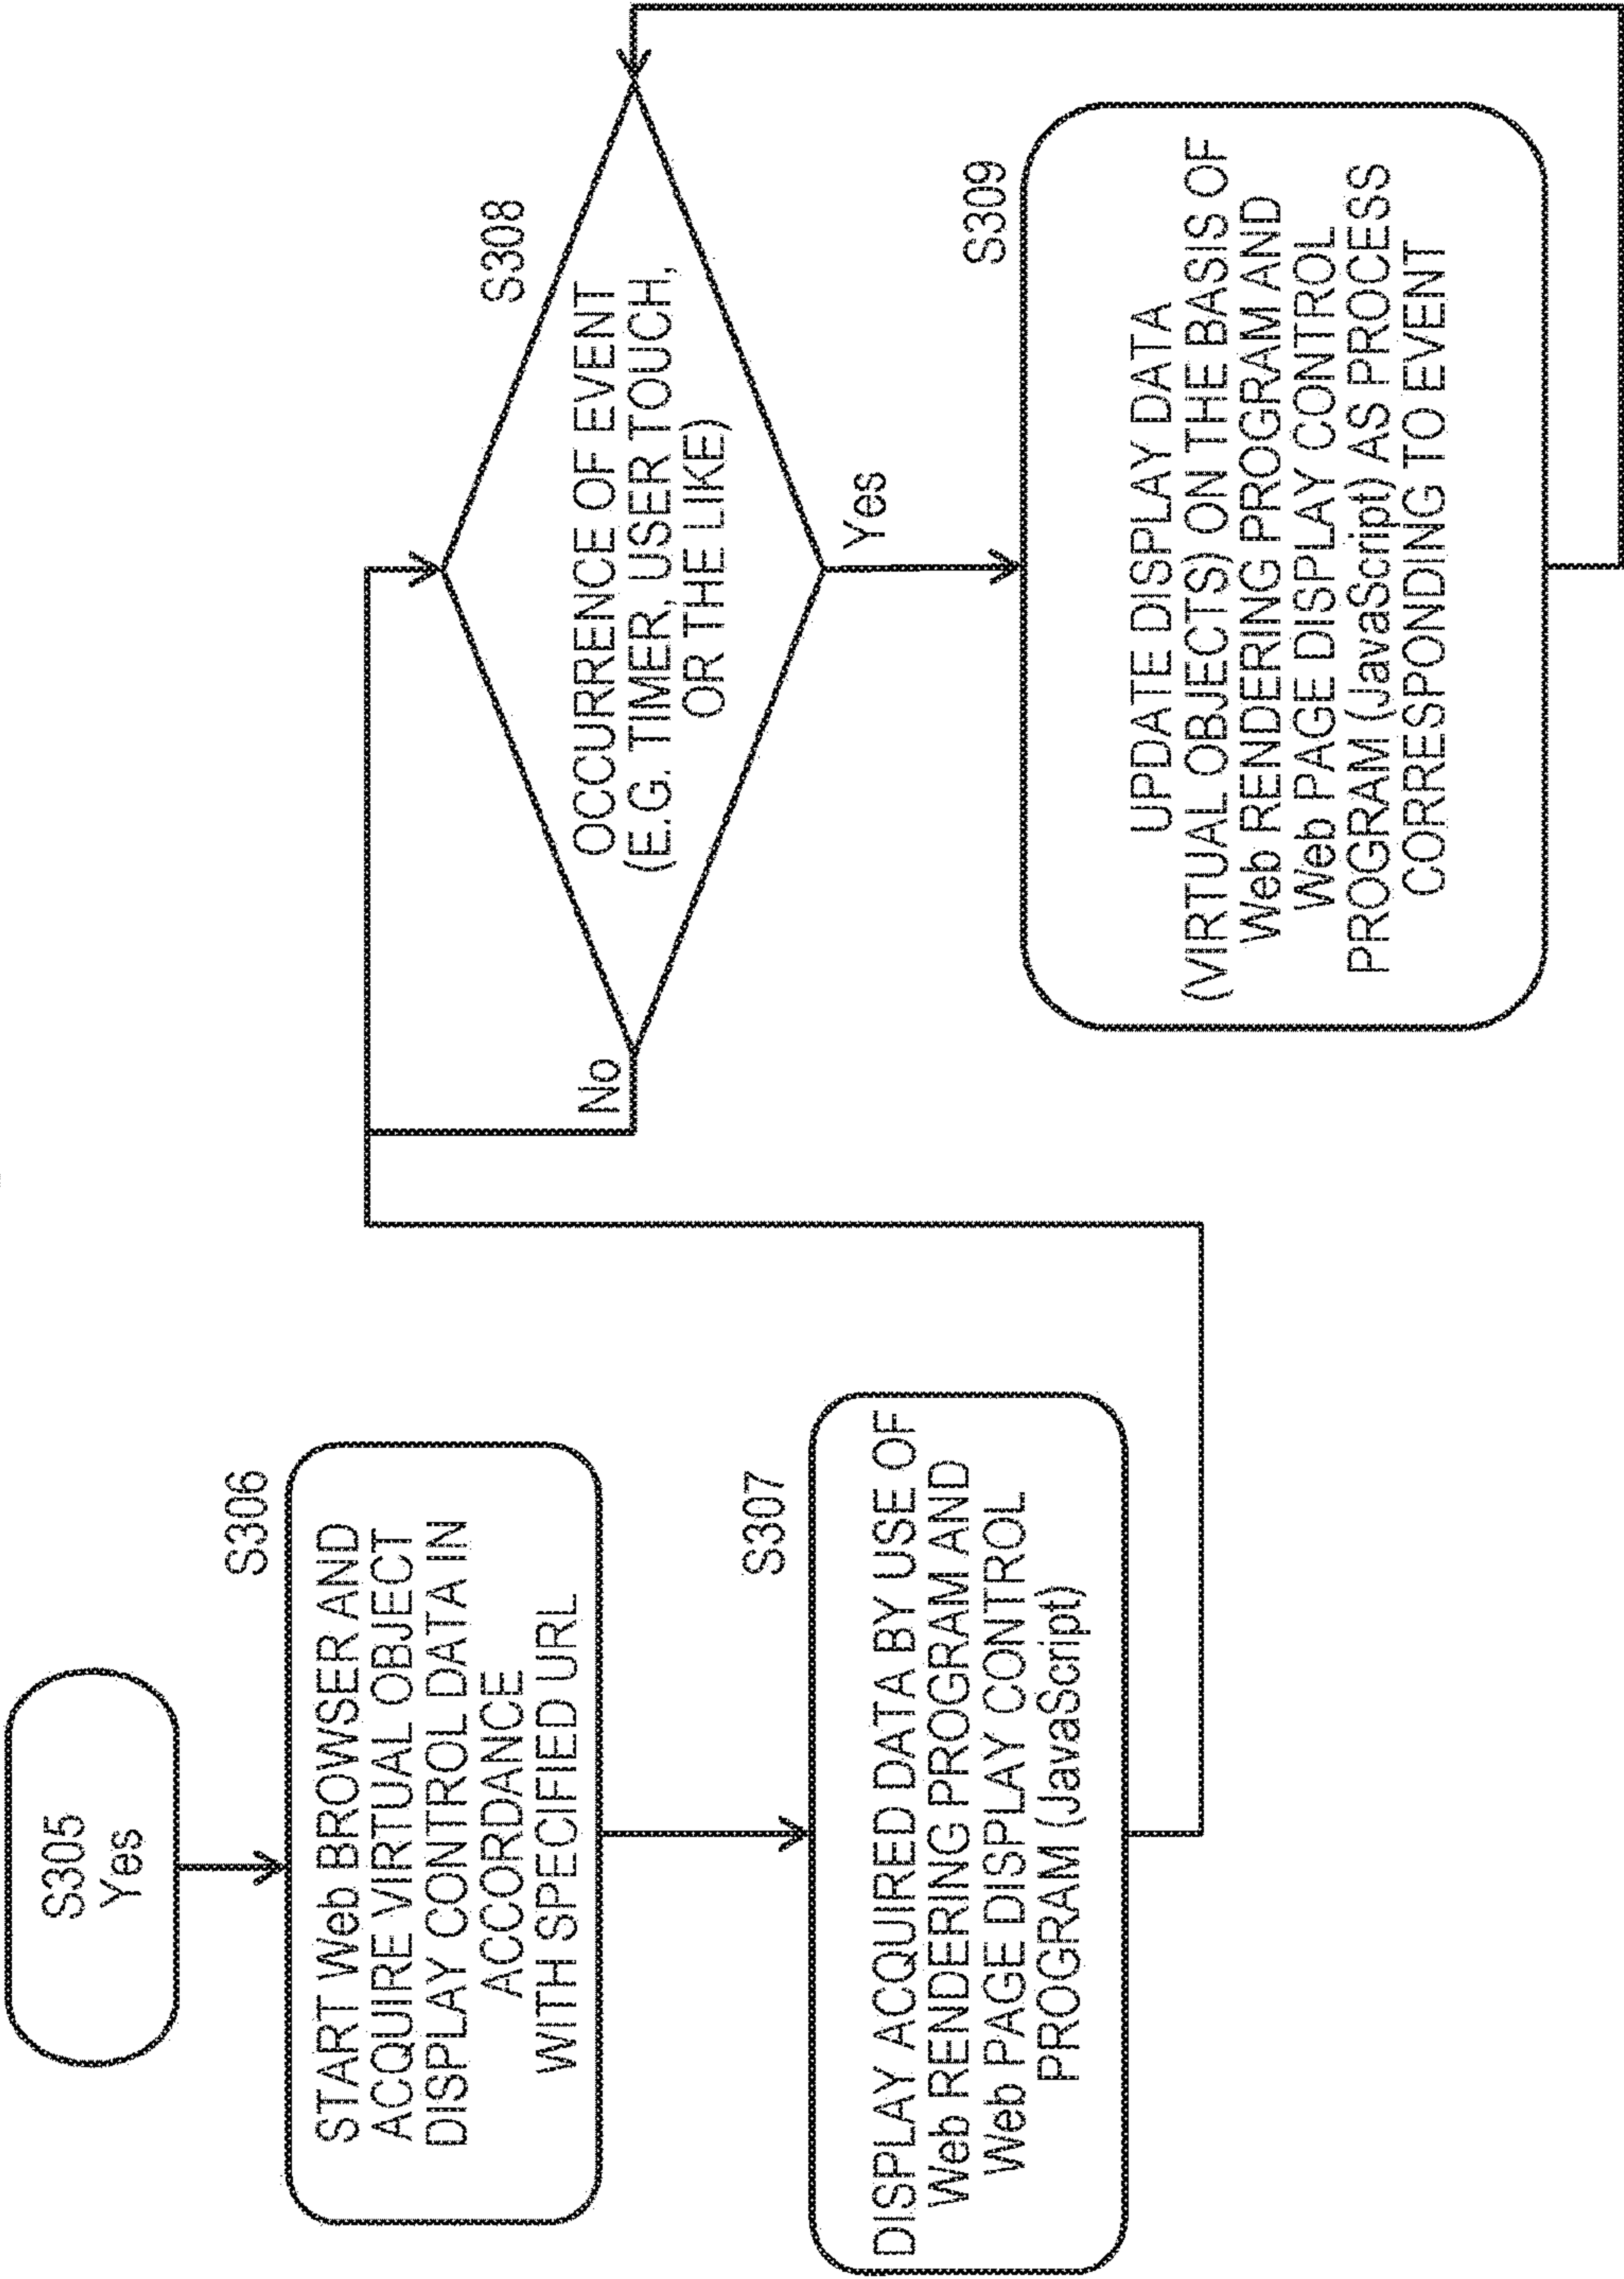 S305
Yes
S306
START Web BROWSER AND
ACQUIRE VIRTUAL OBJECT
DISPLAY CONTROL DATA IN
ACCORDANCE
WITH SPECIFIED URL
S307
DISPLAY ACQUIRED DATA BY USE OF
Web RENDERING PROGRAM AND
Web PAGE DISPLAY CONTROL
PROGRAM (JavaScript)
S308
OCCURRENCE OF EVENT
(E.G. TIMER, USER TOUCH,
OR THE LIKE)
No
Yes
S309
UPDATE DISPLAY DATA
(VIRTUAL OBJECTS) ON THE BASIS OF
Web RENDERING PROGRAM AND
Web PAGE DISPLAY CONTROL
PROGRAM (JavaScript) AS PROCESS
CORRESPONDING TO EVENT